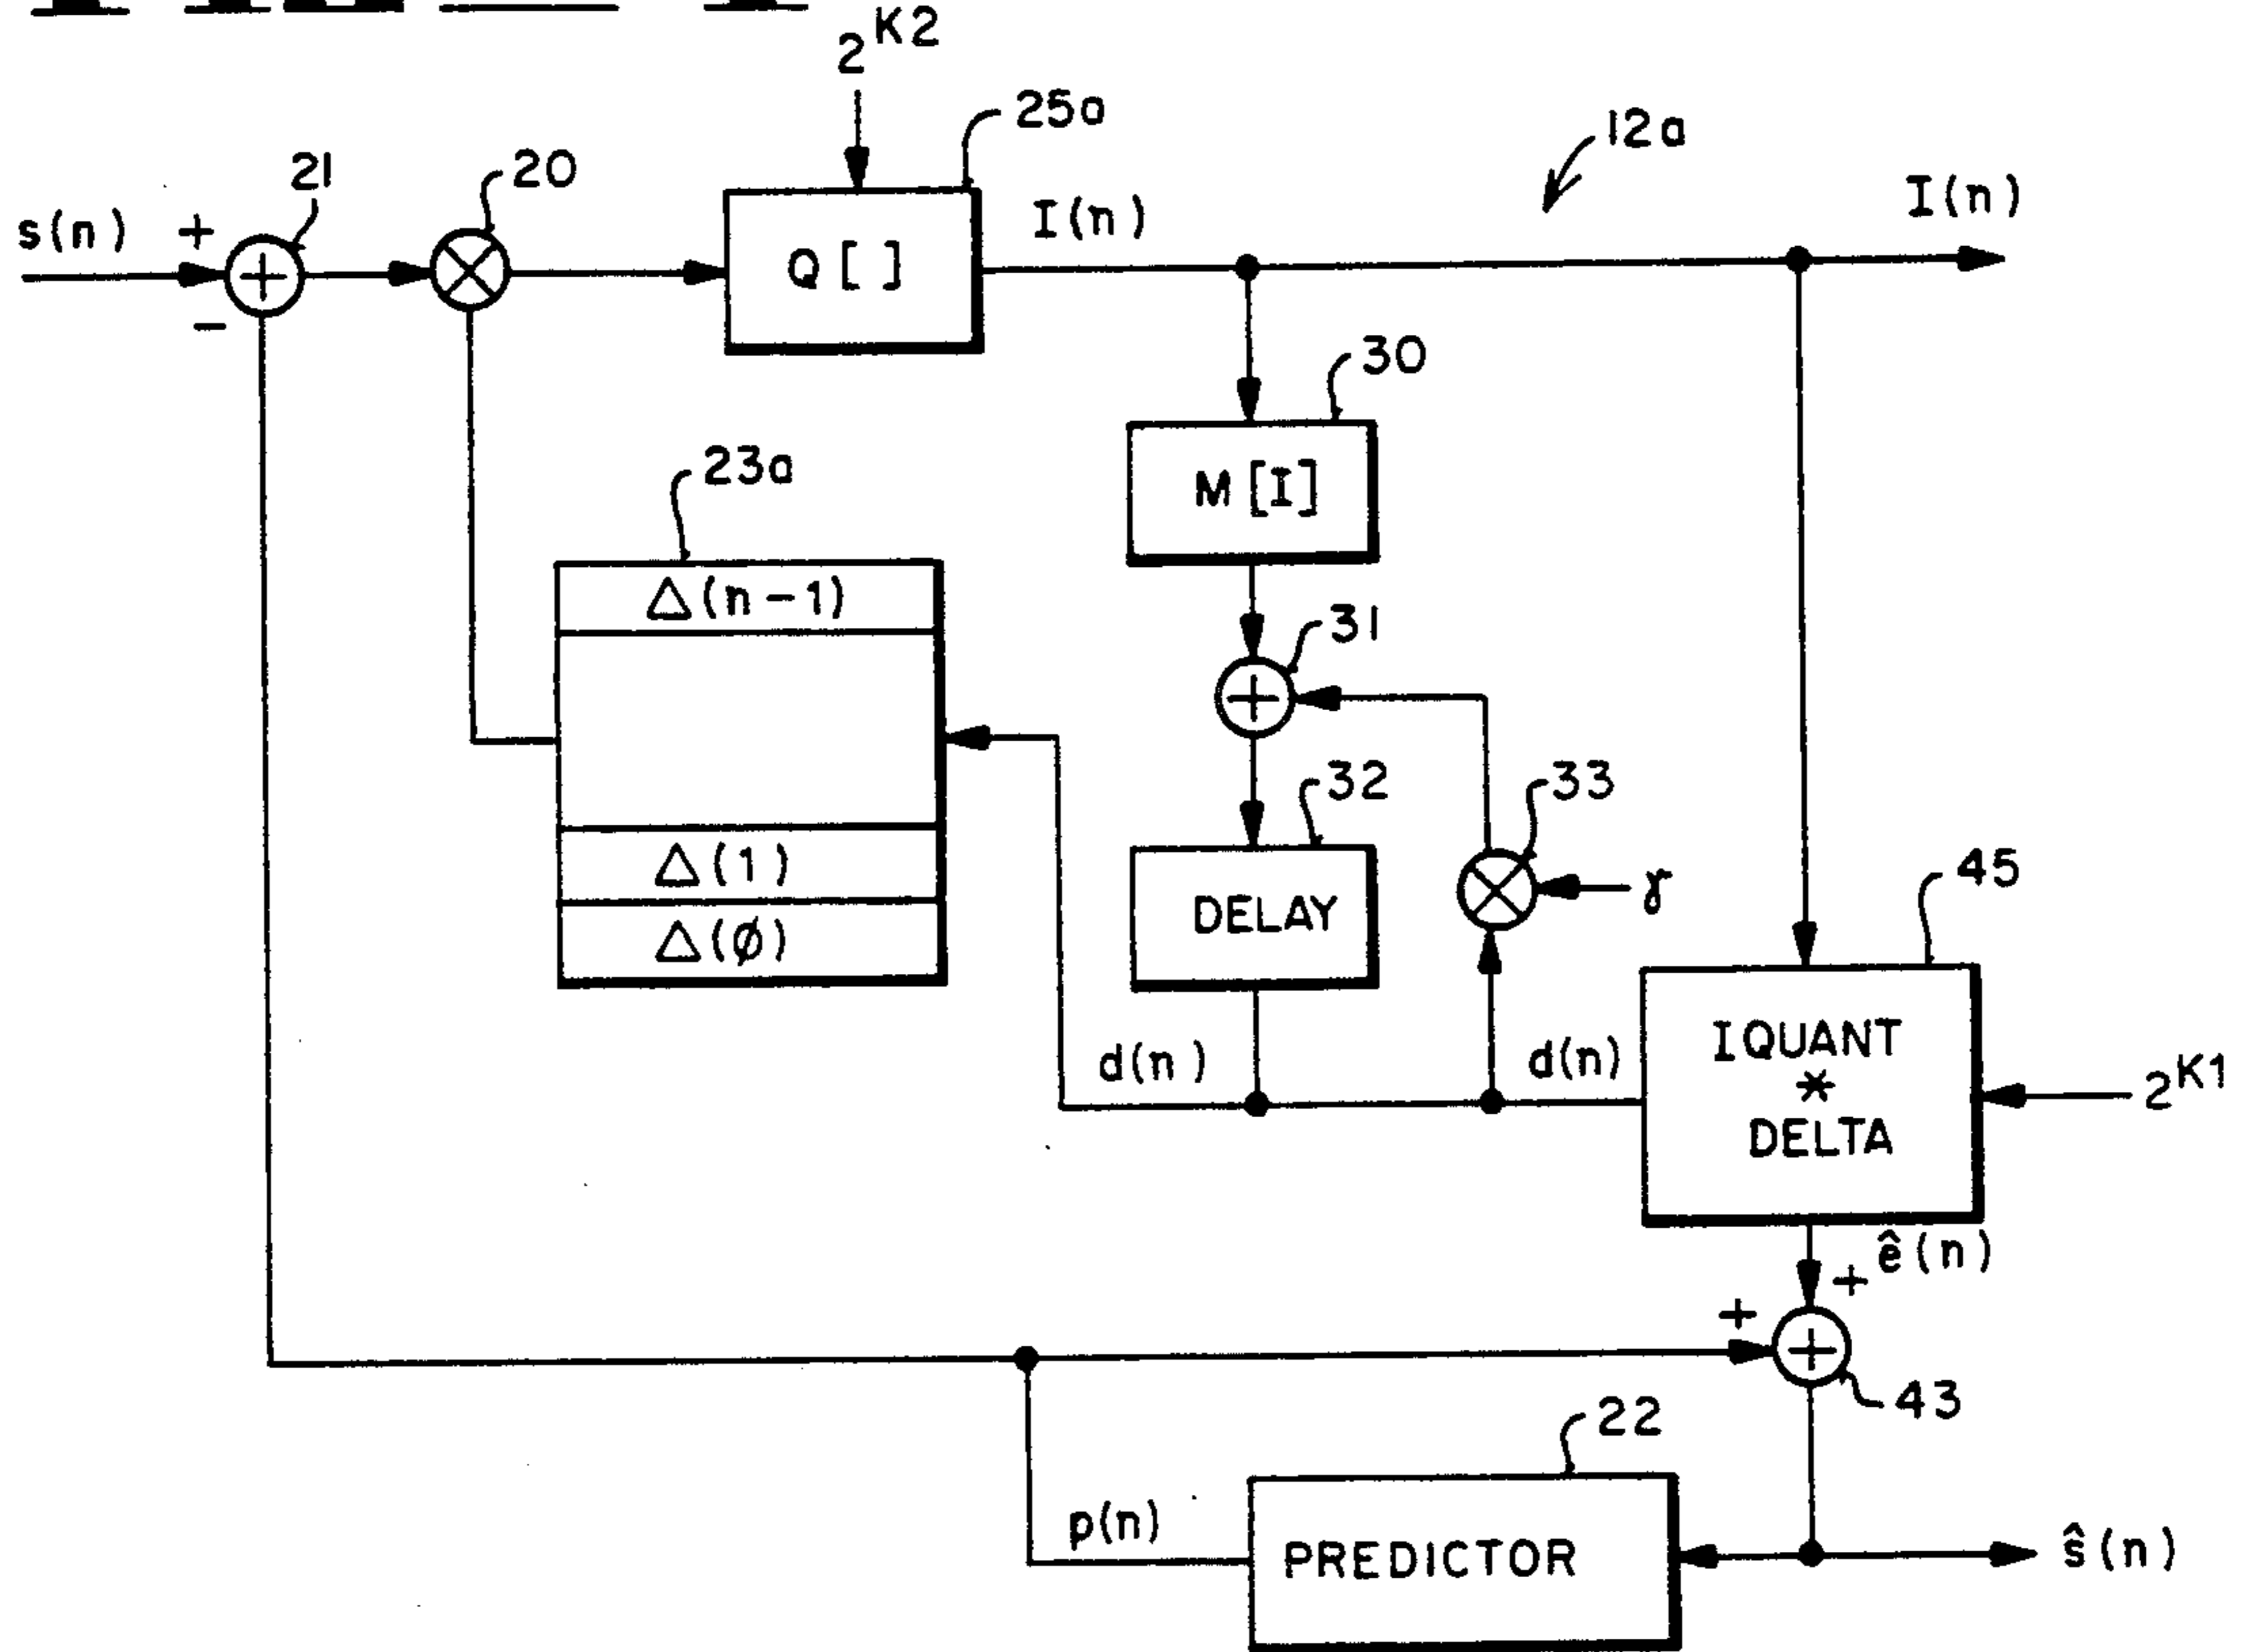 2^K2
25a
12a
21
20
s(n) +
−
Q [ ]
I(n)
I(n)
30
M [I]
23a
Δ(n-1)
31
32
33
Δ(1)
DELAY
γ
45
Δ(ø)
d(n)
d(n)
I QUANT
*
DELTA
2^K1
ê(n)
+
+
43
22
p(n)
PREDICTOR
ŝ(n)